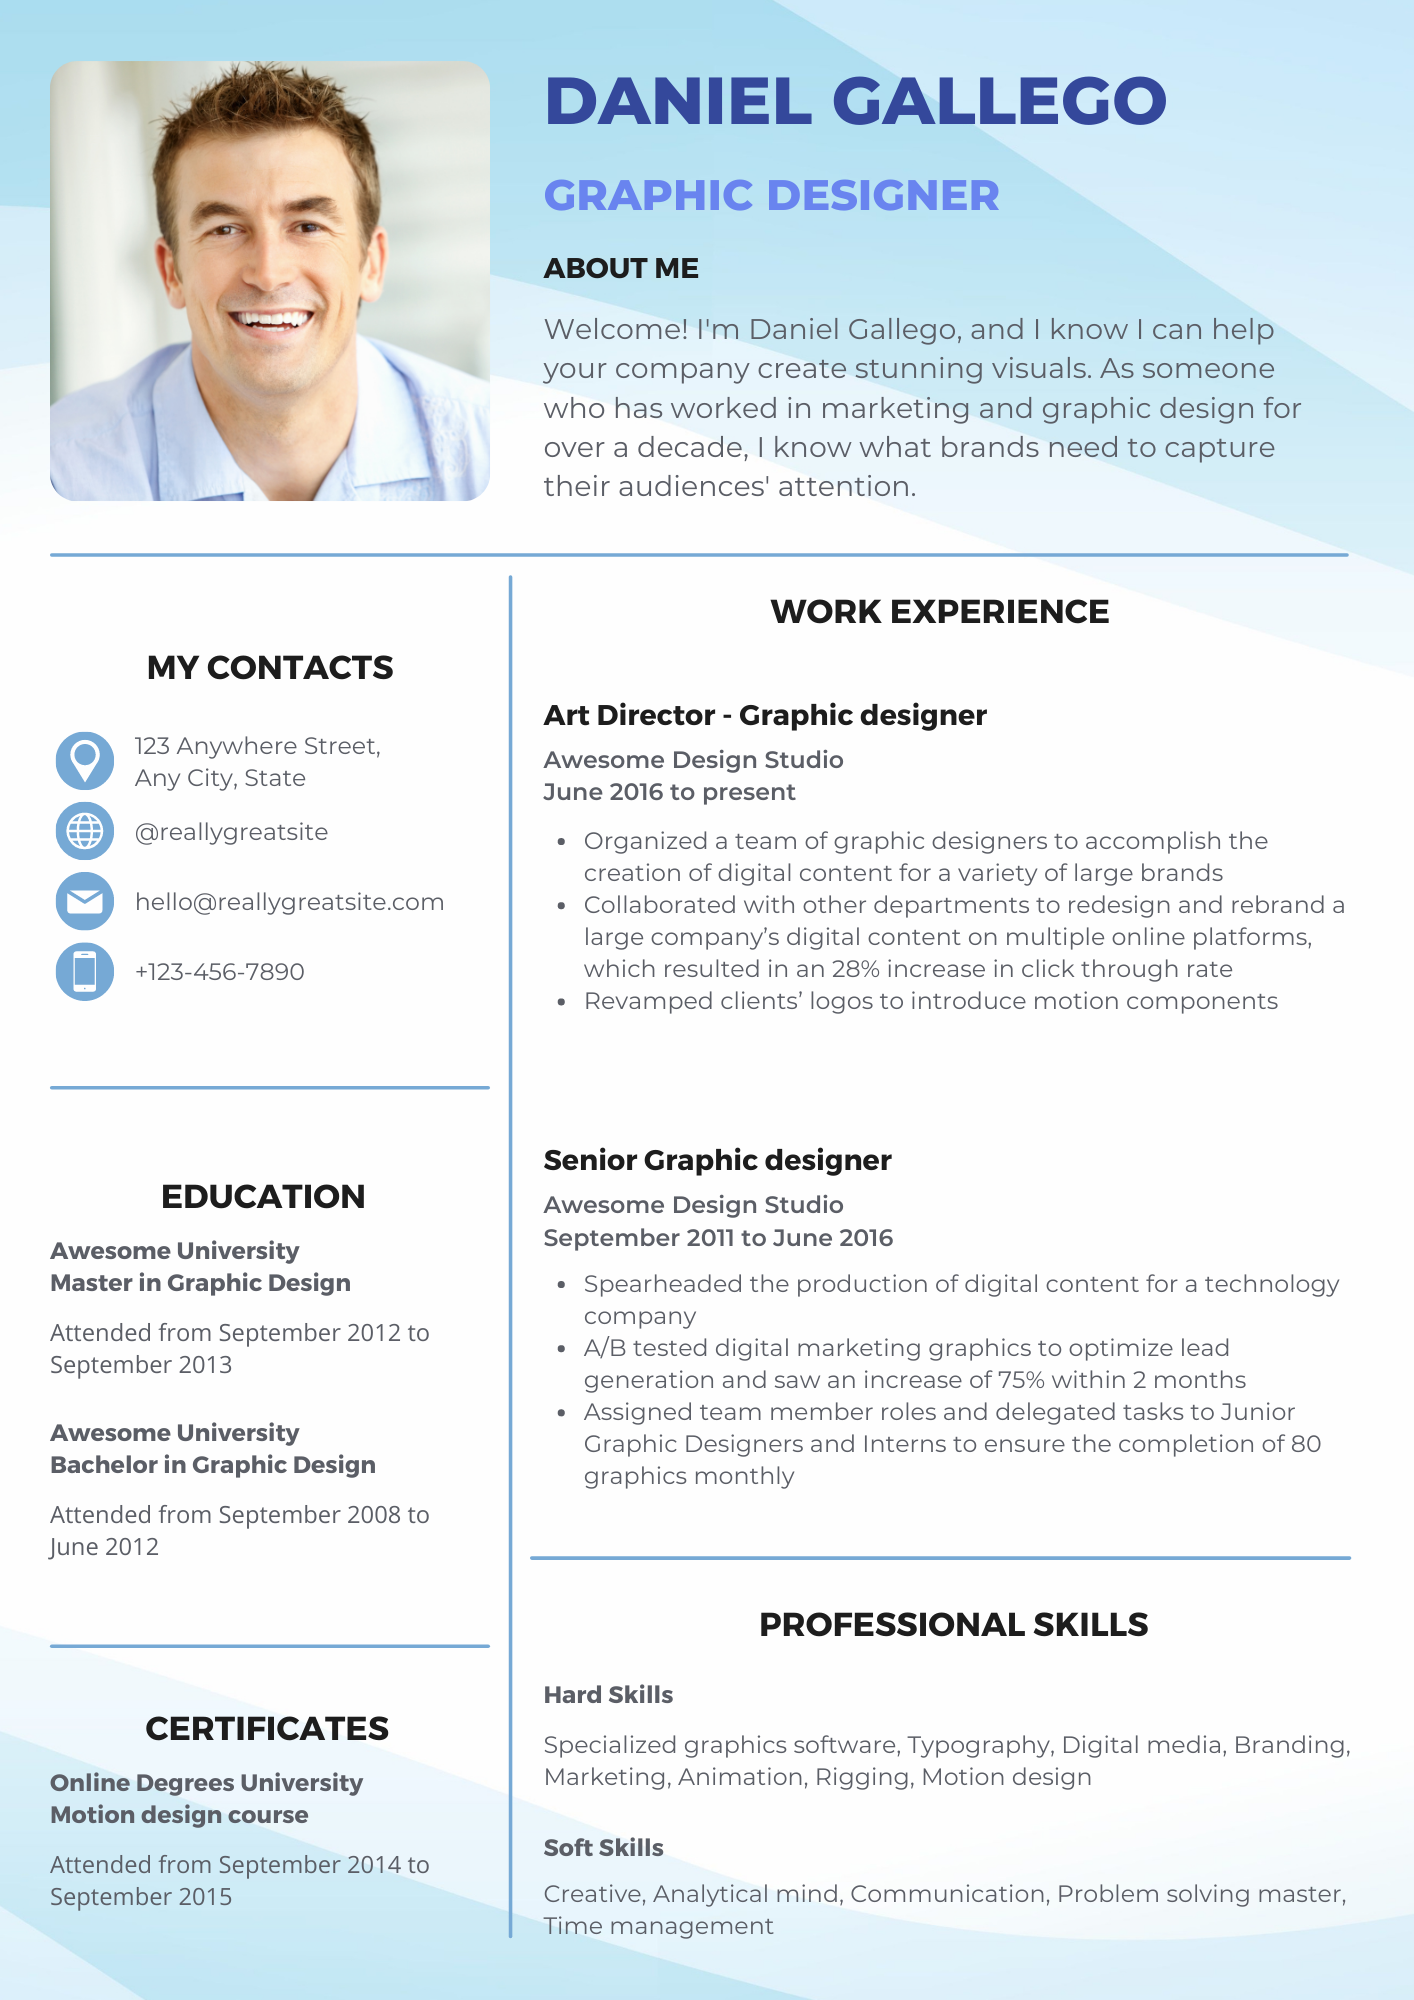 DANIEL GALLEGO
GRAPHIC DESIGNER
ABOUT ME
Welcome! I'm Daniel Gallego, and I know I can help
your company create stunning visuals. As someone
who has worked in marketing and graphic design for
over a decade, I know what brands need to capture
their audiences' attention.
MY CONTACTS
123 Anywhere Street,
Any City, State
@reallygreatsite
hello@reallygreatsite.com
+123-456-7890
EDUCATION
Awesome University
Master in Graphic Design
Attended from September 2012 to
September 2013
Awesome University
Bachelor in Graphic Design
Attended from September 2008 to
June 2012
CERTIFICATES
Online Degrees University
Motion design course
Attended from September 2014 to
September 2015
WORK EXPERIENCE
Art Director - Graphic designer
Awesome Design Studio
June 2016 to present
• Organized a team of graphic designers to accomplish the
creation of digital content for a variety of large brands
• Collaborated with other departments to redesign and rebrand a
large company’s digital content on multiple online platforms,
which resulted in an 28% increase in click through rate
• Revamped clients’ logos to introduce motion components
Senior Graphic designer
Awesome Design Studio
September 2011 to June 2016
• Spearheaded the production of digital content for a technology
company
• A/B tested digital marketing graphics to optimize lead
generation and saw an increase of 75% within 2 months
• Assigned team member roles and delegated tasks to Junior
Graphic Designers and Interns to ensure the completion of 80
graphics monthly
PROFESSIONAL SKILLS
Hard Skills
Specialized graphics software, Typography, Digital media, Branding,
Marketing, Animation, Rigging, Motion design
Soft Skills
Creative, Analytical mind, Communication, Problem solving master,
Time management